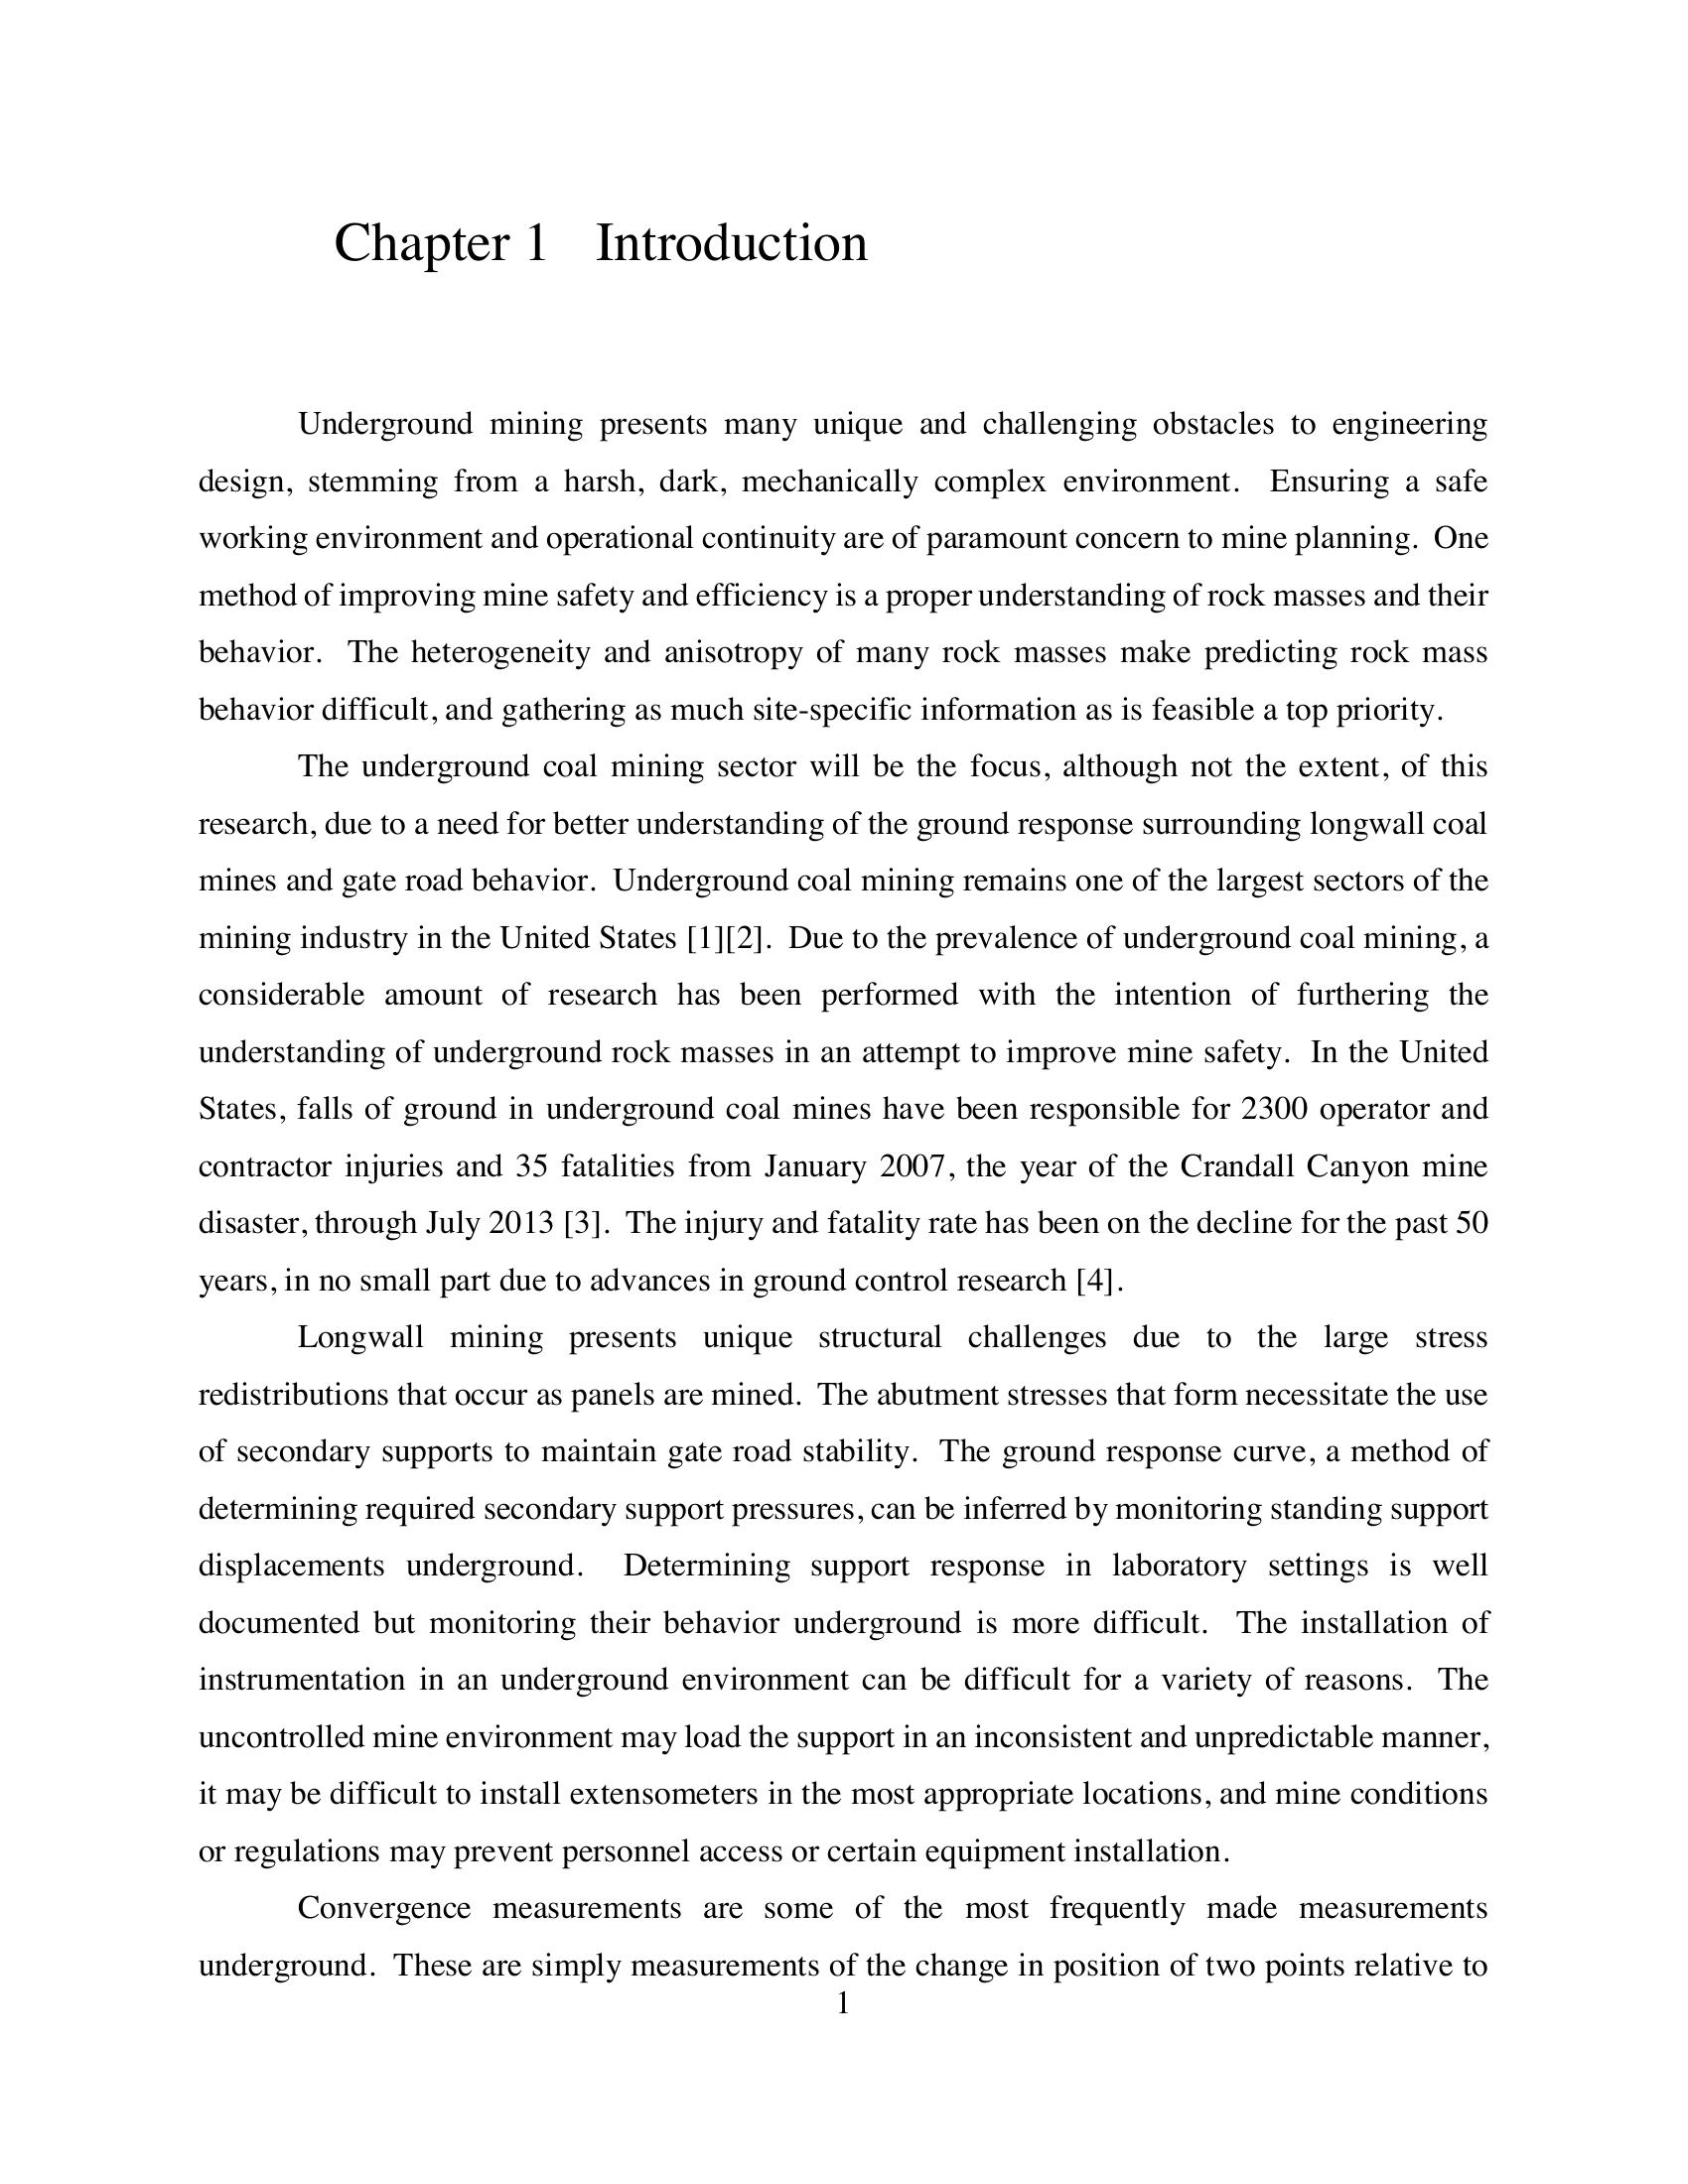 Chapter 1 Introduction
Underground mining presents many unique and challenging obstacles to engineering
design, stemming from a harsh, dark, mechanically complex environment. Ensuring a safe
working environment and operational continuity are of paramount concern to mine planning. One
method of improving mine safety and efficiency is a proper understanding of rock masses and their
behavior. The heterogeneity and anisotropy of many rock masses make predicting rock mass
behavior difficult, and gathering as much site-specific information as is feasible a top priority.
The underground coal mining sector will be the focus, although not the extent, of this
research, due to a need for better understanding of the ground response surrounding longwall coal
mines and gate road behavior. Underground coal mining remains one of the largest sectors of the
mining industry in the United States [1][2]. Due to the prevalence of underground coal mining, a
considerable amount of research has been performed with the intention of furthering the
understanding of underground rock masses in an attempt to improve mine safety. In the United
States, falls of ground in underground coal mines have been responsible for 2300 operator and
contractor injuries and 35 fatalities from January 2007, the year of the Crandall Canyon mine
disaster, through July 2013 [3]. The injury and fatality rate has been on the decline for the past 50
years, in no small part due to advances in ground control research [4].
Longwall mining presents unique structural challenges due to the large stress
redistributions that occur as panels are mined. The abutment stresses that form necessitate the use
of secondary supports to maintain gate road stability. The ground response curve, a method of
determining required secondary support pressures, can be inferred by monitoring standing support
displacements underground. Determining support response in laboratory settings is well
documented but monitoring their behavior underground is more difficult. The installation of
instrumentation in an underground environment can be difficult for a variety of reasons. The
uncontrolled mine environment may load the support in an inconsistent and unpredictable manner,
it may be difficult to install extensometers in the most appropriate locations, and mine conditions
or regulations may prevent personnel access or certain equipment installation.
Convergence measurements are some of the most frequently made measurements
underground. These are simply measurements of the change in position of two points relative to
1